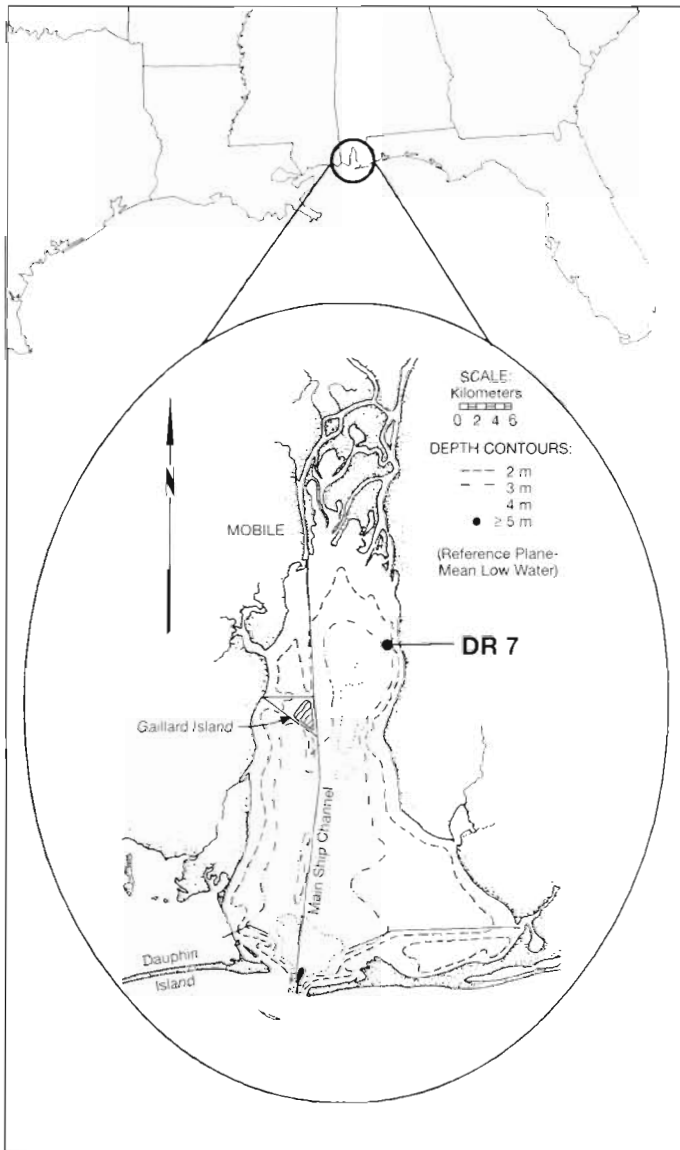 SCALE:
Kilometers
0 2 4 6
DEPTH CONTOURS:
2 m
3 m
4 m
≥ 5 m
(Reference Plane-
Mean Low Water)
N
MOBILE
DR 7
Gaillard Island
Main Ship Channel
Dauphin
Island